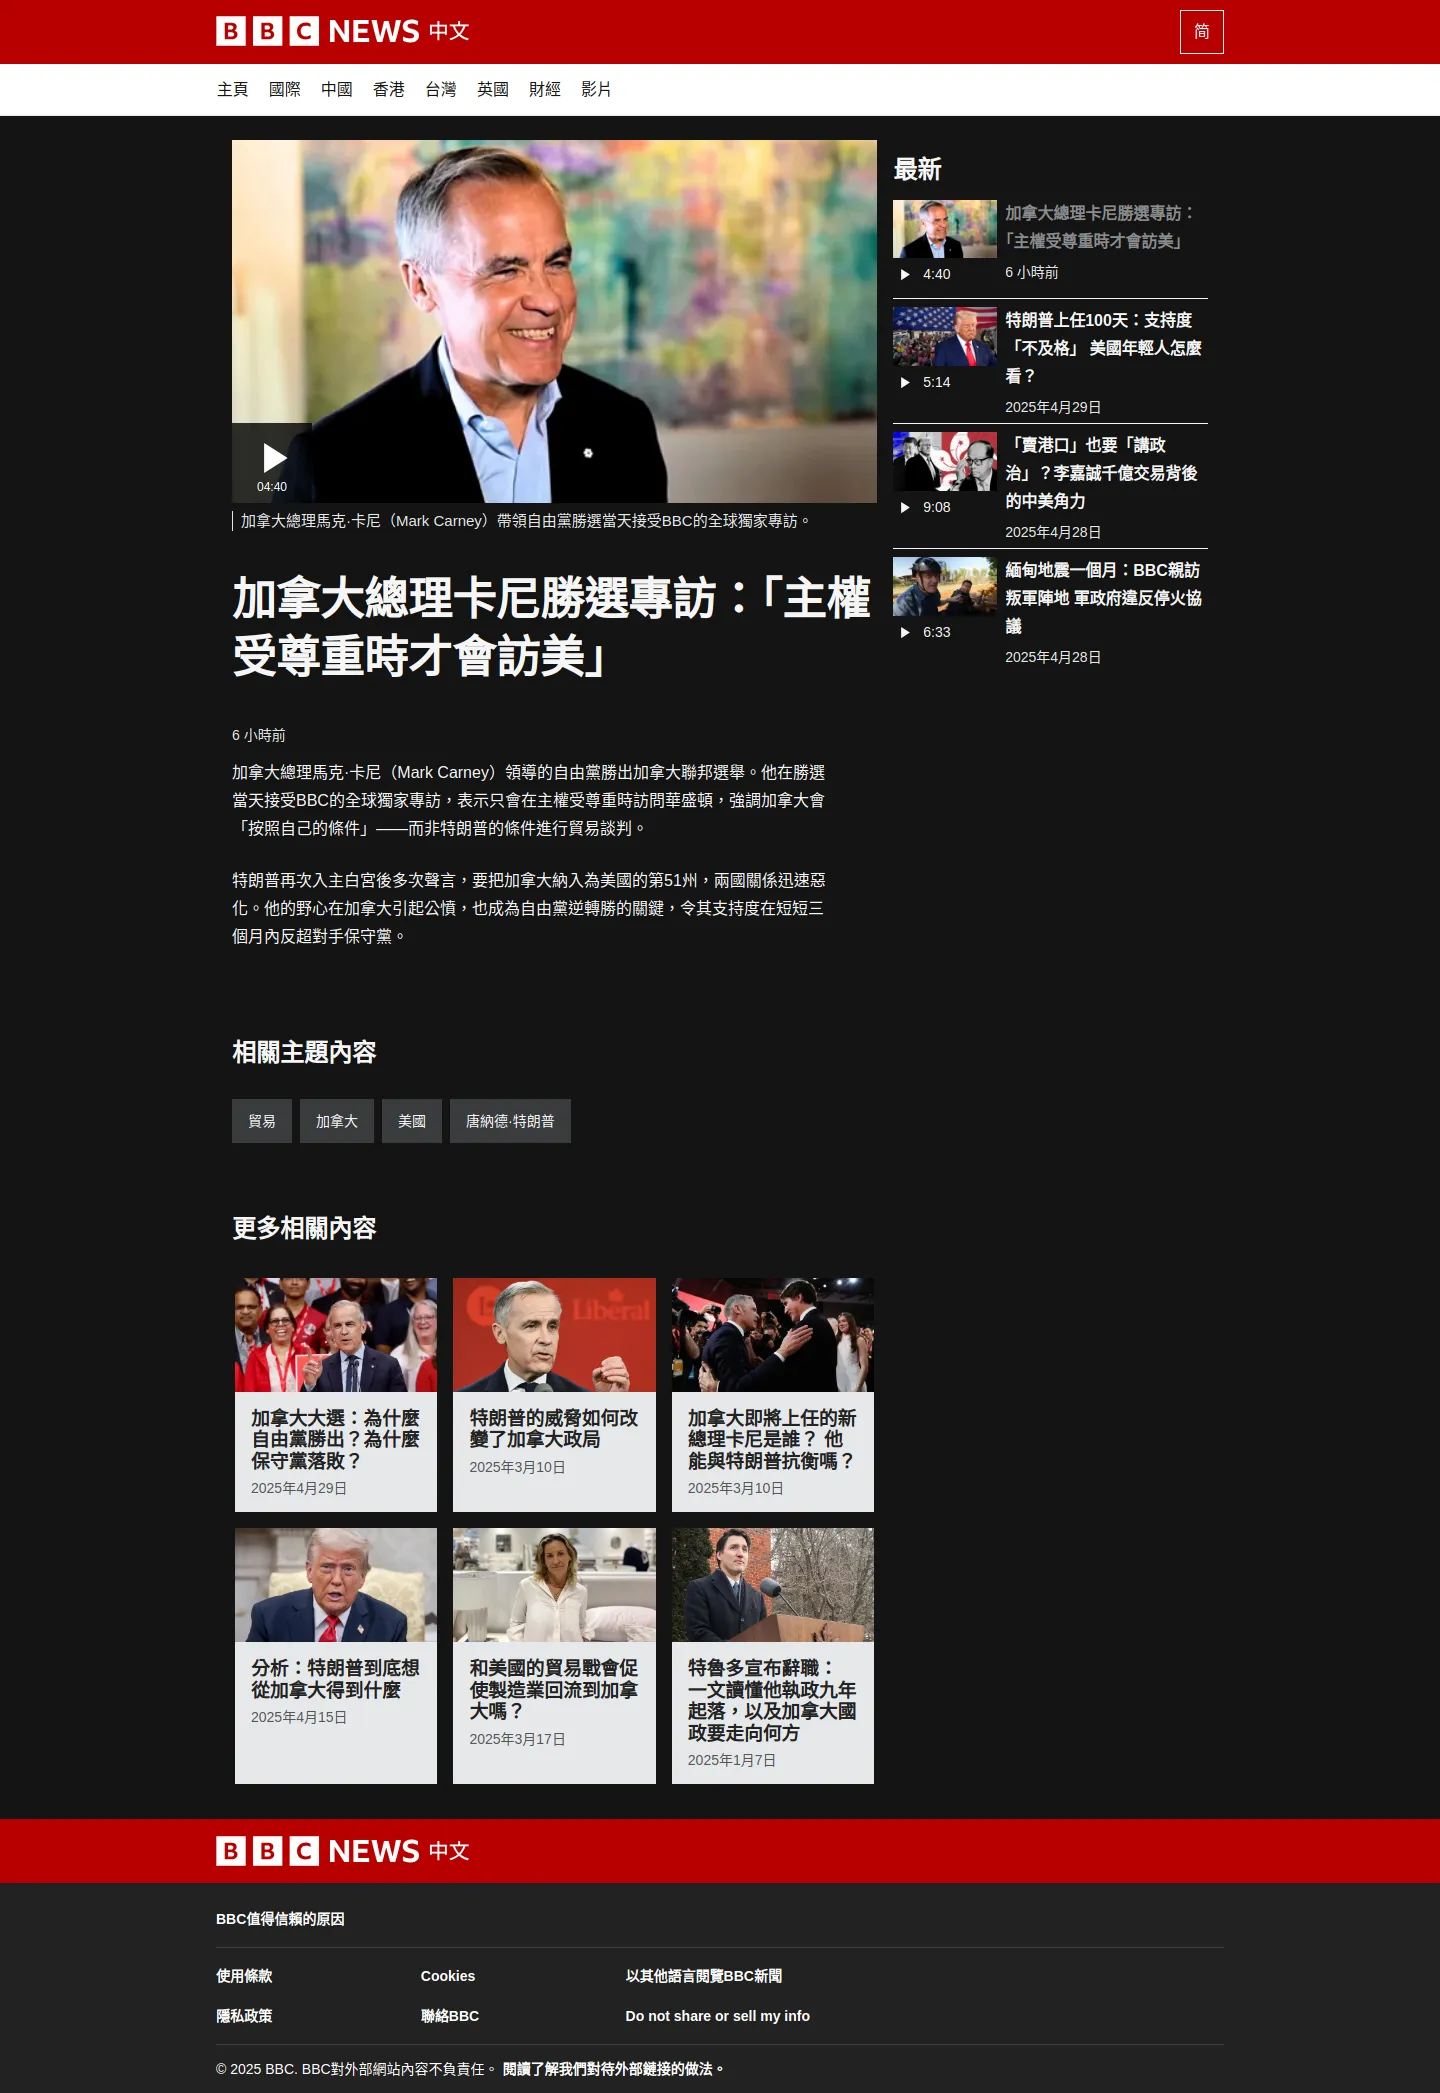 BBC NEWS 中文
简
主頁 國際 中國 香港 台灣 英國 財經 影片
04:40
加拿大總理馬克·卡尼（Mark Carney）帶領自由黨勝選當天接受BBC的全球獨家專訪。
加拿大總理卡尼勝選專訪：「主權
受尊重時才會訪美」
6 小時前
加拿大總理馬克·卡尼（Mark Carney）領導的自由黨勝出加拿大聯邦選舉。他在勝選
當天接受BBC的全球獨家專訪，表示只會在主權受尊重時訪問華盛頓，強調加拿大會
「按照自己的條件」——而非特朗普的條件進行貿易談判。
特朗普再次入主白宮後多次聲言，要把加拿大納入為美國的第51州，兩國關係迅速惡
化。他的野心在加拿大引起公憤，也成為自由黨逆轉勝的關鍵，令其支持度在短短三
個月內反超對手保守黨。
最新
加拿大總理卡尼勝選專訪：
「主權受尊重時才會訪美」
4:40
6 小時前
特朗普上任100天：支持度
「不及格」 美國年輕人怎麼
看？
5:14
2025年4月29日
「賣港口」也要「講政
治」？李嘉誠千億交易背後
的中美角力
9:08
2025年4月28日
緬甸地震一個月：BBC親訪
叛軍陣地 軍政府違反停火協
議
6:33
2025年4月28日
相關主題內容
貿易 加拿大 美國 唐納德·特朗普
更多相關內容
Liberal
加拿大大選：為什麼
自由黨勝出？為什麼
保守黨落敗？
2025年4月29日
特朗普的威脅如何改
變了加拿大政局
2025年3月10日
加拿大即將上任的新
總理卡尼是誰？ 他
能與特朗普抗衡嗎？
2025年3月10日
分析：特朗普到底想
從加拿大得到什麼
2025年4月15日
和美國的貿易戰會促
使製造業回流到加拿
大嗎？
2025年3月17日
特魯多宣布辭職：
一文讀懂他執政九年
起落，以及加拿大國
政要走向何方
2025年1月7日
BBC NEWS 中文
BBC值得信賴的原因
使用條款 Cookies 以其他語言閱覽BBC新聞
隱私政策 聯絡BBC Do not share or sell my info
© 2025 BBC. BBC對外部網站內容不負責任。 閱讀了解我們對待外部鏈接的做法。